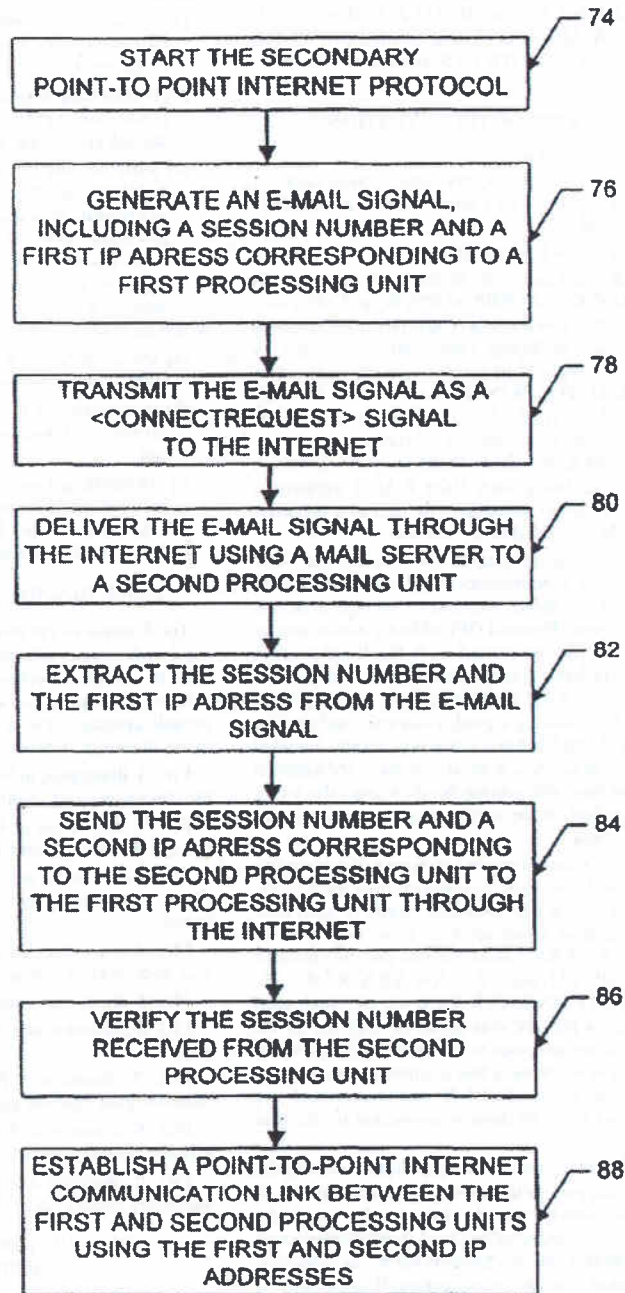 74
START THE SECONDARY
POINT-TO POINT INTERNET PROTOCOL
76
GENERATE AN E-MAIL SIGNAL,
INCLUDING A SESSION NUMBER AND A
FIRST IP ADRESS CORRESPONDING TO A
FIRST PROCESSING UNIT
78
TRANSMIT THE E-MAIL SIGNAL AS A
<CONNECTREQUEST> SIGNAL
TO THE INTERNET
80
DELIVER THE E-MAIL SIGNAL THROUGH
THE INTERNET USING A MAIL SERVER TO
A SECOND PROCESSING UNIT
82
EXTRACT THE SESSION NUMBER AND
THE FIRST IP ADRESS FROM THE E-MAIL
SIGNAL
84
SEND THE SESSION NUMBER AND A
SECOND IP ADRESS CORRESPONDING
TO THE SECOND PROCESSING UNIT TO
THE FIRST PROCESSING UNIT THROUGH
THE INTERNET
86
VERIFY THE SESSION NUMBER
RECEIVED FROM THE SECOND
PROCESSING UNIT
88
ESTABLISH A POINT-TO-POINT INTERNET
COMMUNICATION LINK BETWEEN THE
FIRST AND SECOND PROCESSING UNITS
USING THE FIRST AND SECOND IP
ADDRESSES